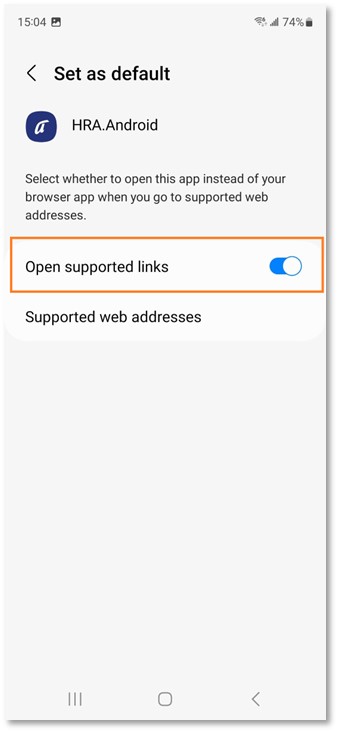 15:04 74%
Set as default
HRA.Android
Select whether to open this app instead of your
browser app when you go to supported web
addresses.
Open supported links
Supported web addresses